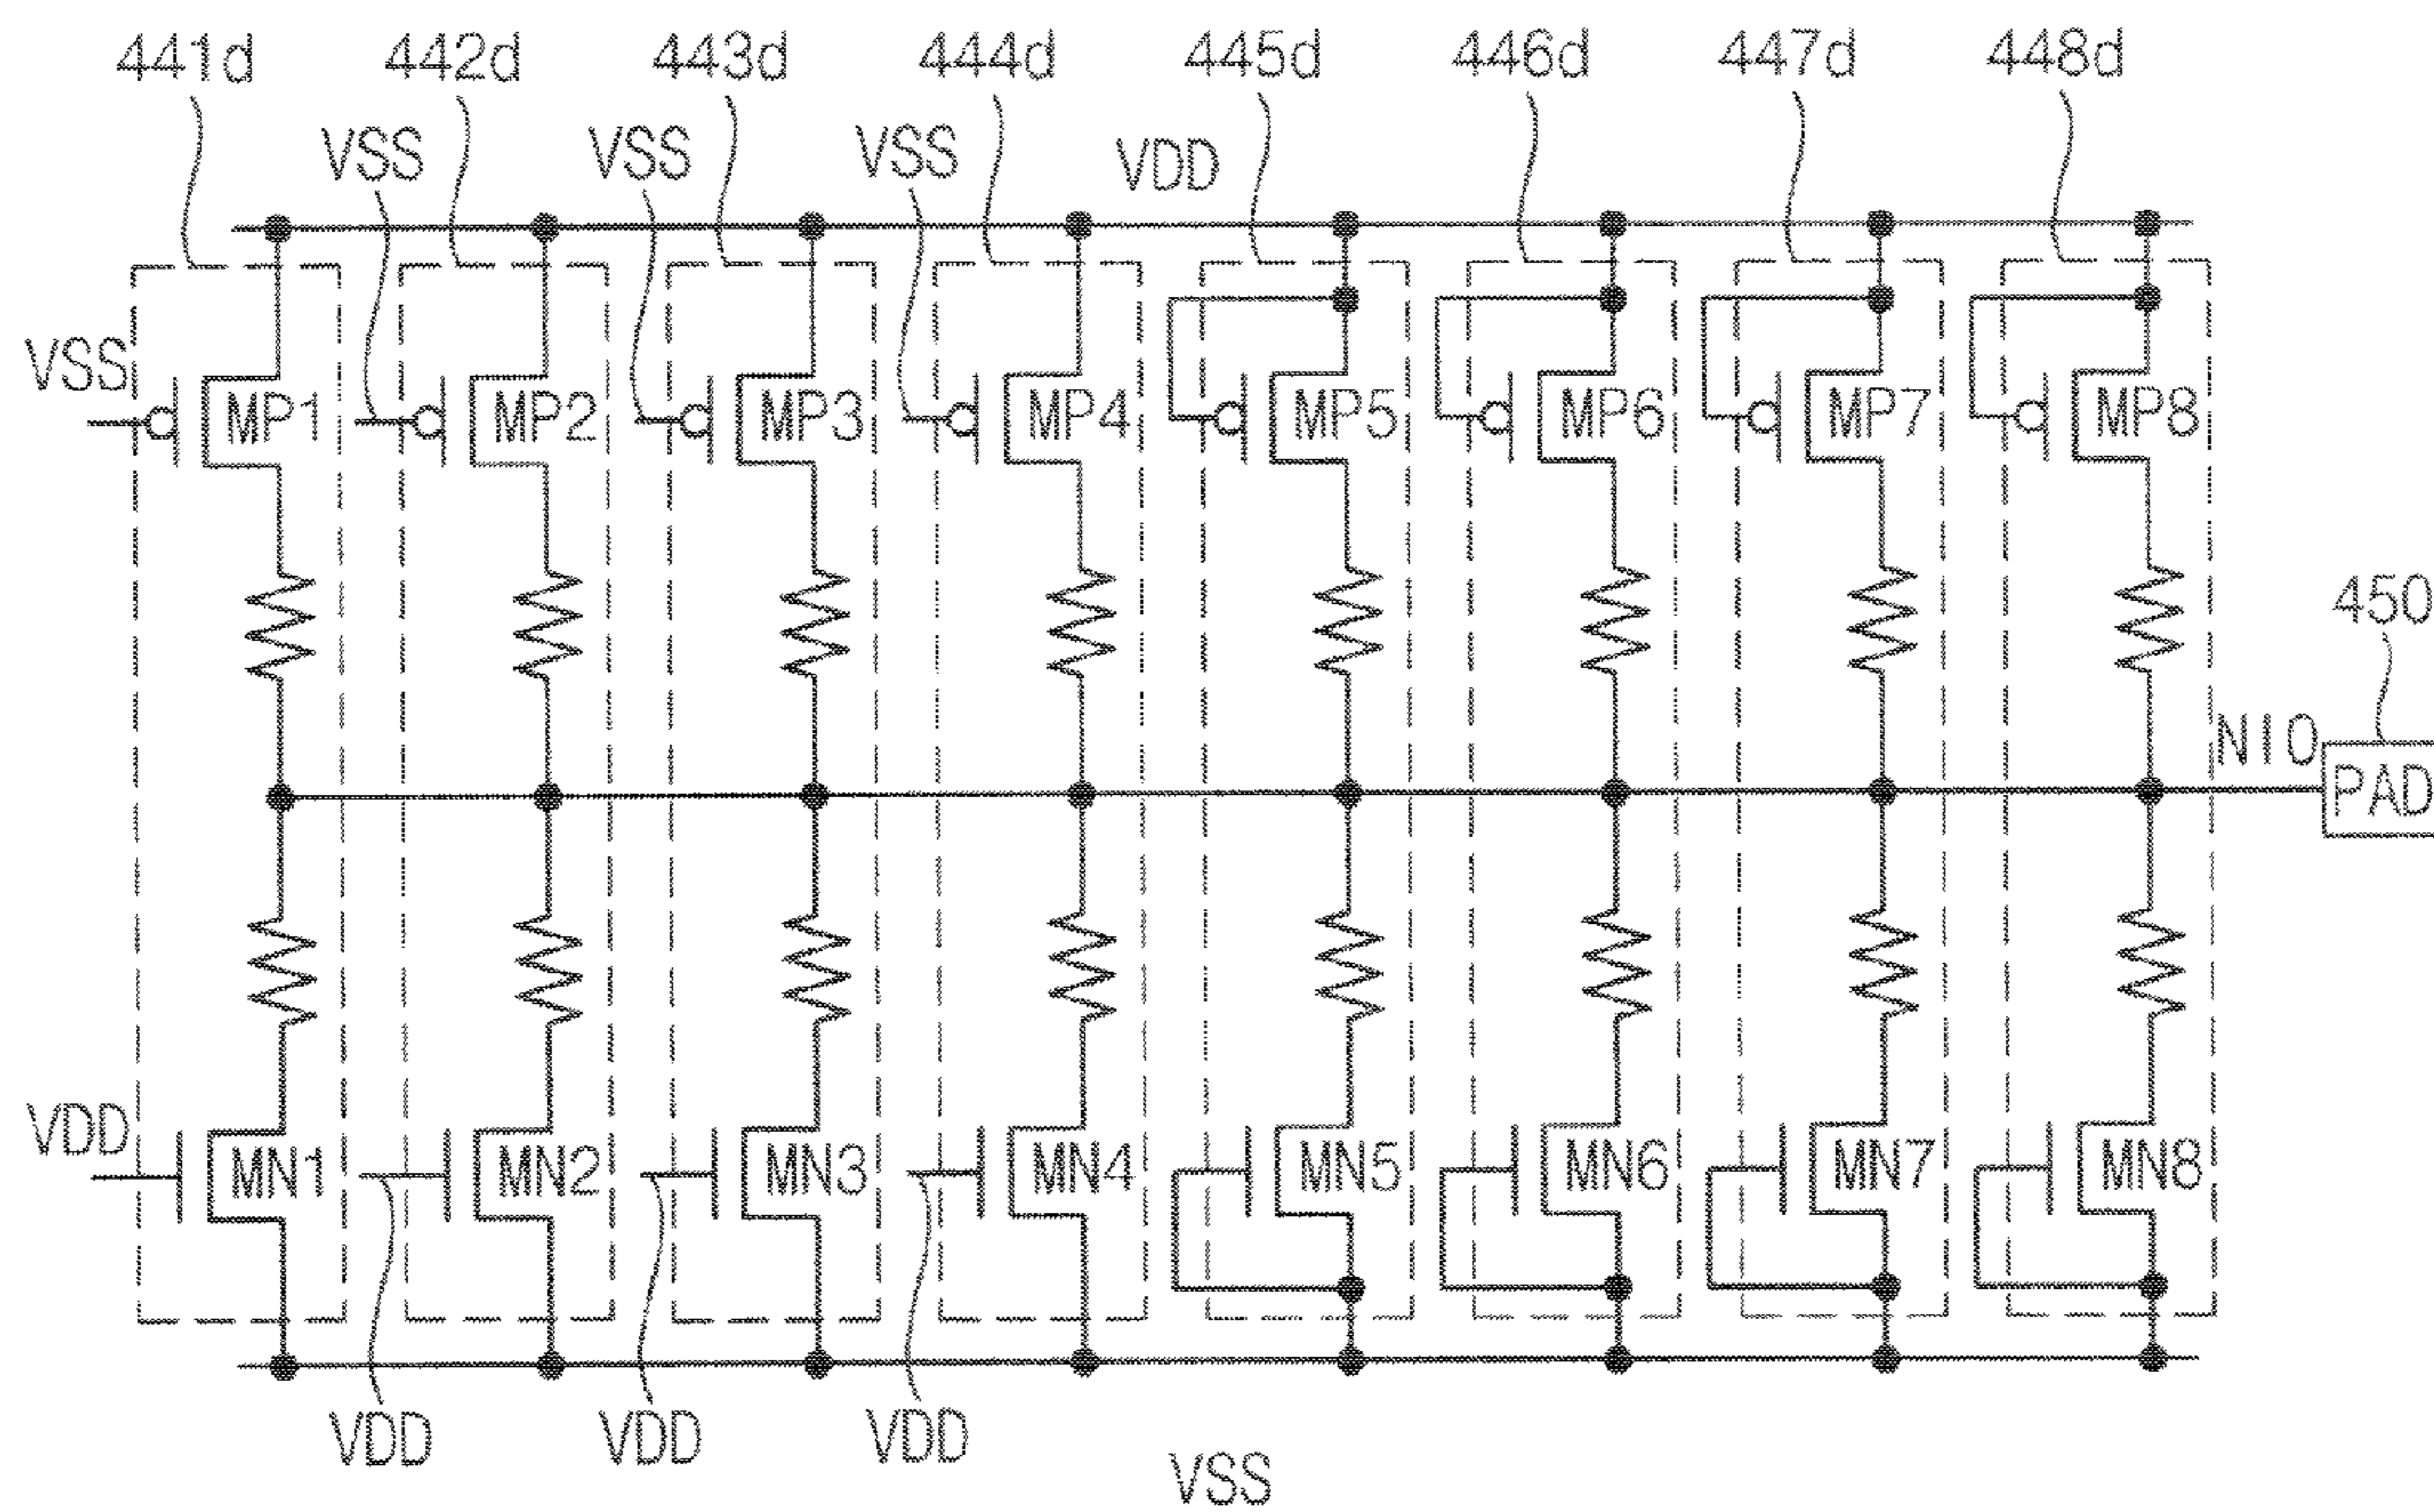 441d 442d 443d 444d 445d 446d 447d 448d
VSS VSS VSS VDD
VSS
MP1 MP2 MP3 MP4 MP5 MP6 MP7 MP8
450
NIO
PAD
VDD
MN1 MN2 MN3 MN4 MN5 MN6 MN7 MN8
VDD VDD VDD
VSS